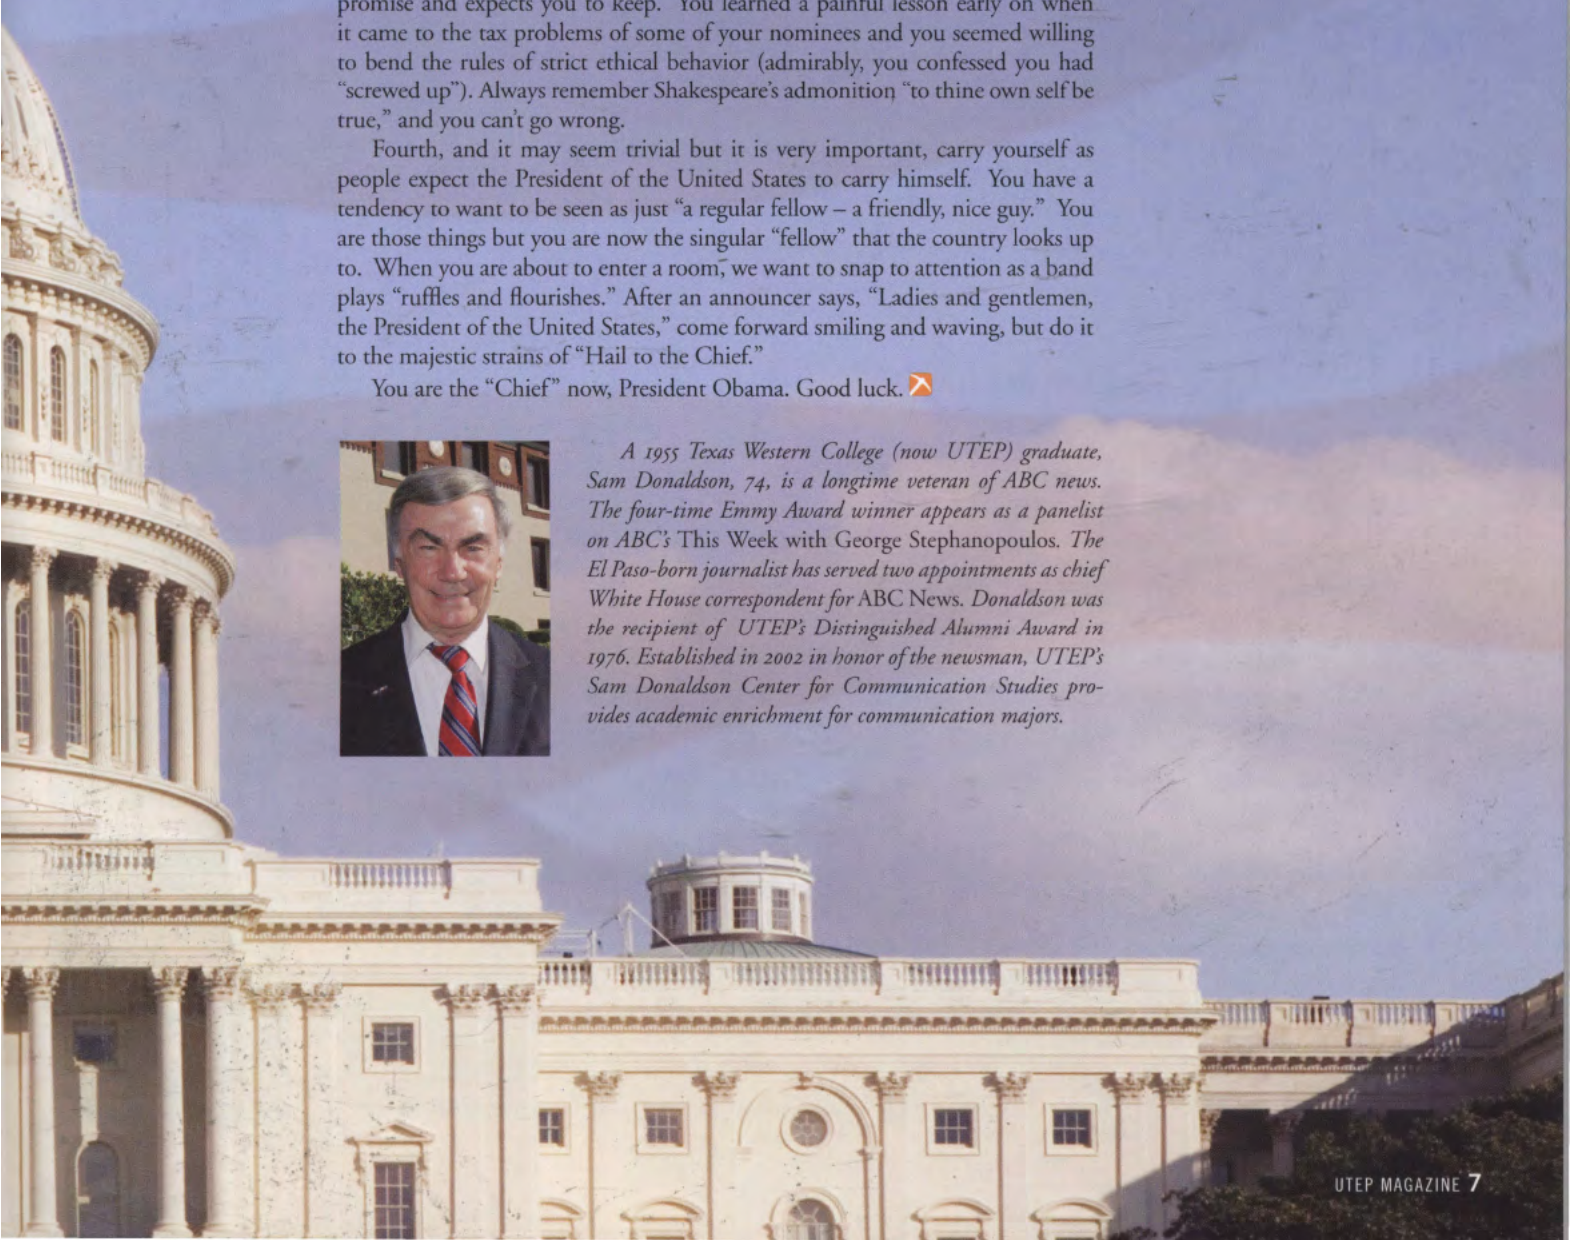 promise and expects you to keep. You learned a painful lesson early on when
it came to the tax problems of some of your nominees and you seemed willing
to bend the rules of strict ethical behavior (admirably, you confessed you had
“screwed up”). Always remember Shakespeare’s admonition “to thine own self be
true,” and you can’t go wrong.
Fourth, and it may seem trivial but it is very important, carry yourself as
people expect the President of the United States to carry himself. You have a
tendency to want to be seen as just “a regular fellow – a friendly, nice guy.” You
are those things but you are now the singular “fellow” that the country looks up
to. When you are about to enter a room, we want to snap to attention as a band
plays “ruffles and flourishes.” After an announcer says, “Ladies and gentlemen,
the President of the United States,” come forward smiling and waving, but do it
to the majestic strains of “Hail to the Chief.”
You are the “Chief” now, President Obama. Good luck.
A 1955 Texas Western College (now UTEP) graduate,
Sam Donaldson, 74, is a longtime veteran of ABC news.
The four-time Emmy Award winner appears as a panelist
on ABC’s This Week with George Stephanopoulos. The
El Paso-born journalist has served two appointments as chief
White House correspondent for ABC News. Donaldson was
the recipient of UTEP’s Distinguished Alumni Award in
1976. Established in 2002 in honor of the newsman, UTEP’s
Sam Donaldson Center for Communication Studies pro-
vides academic enrichment for communication majors.
UTEP MAGAZINE 7